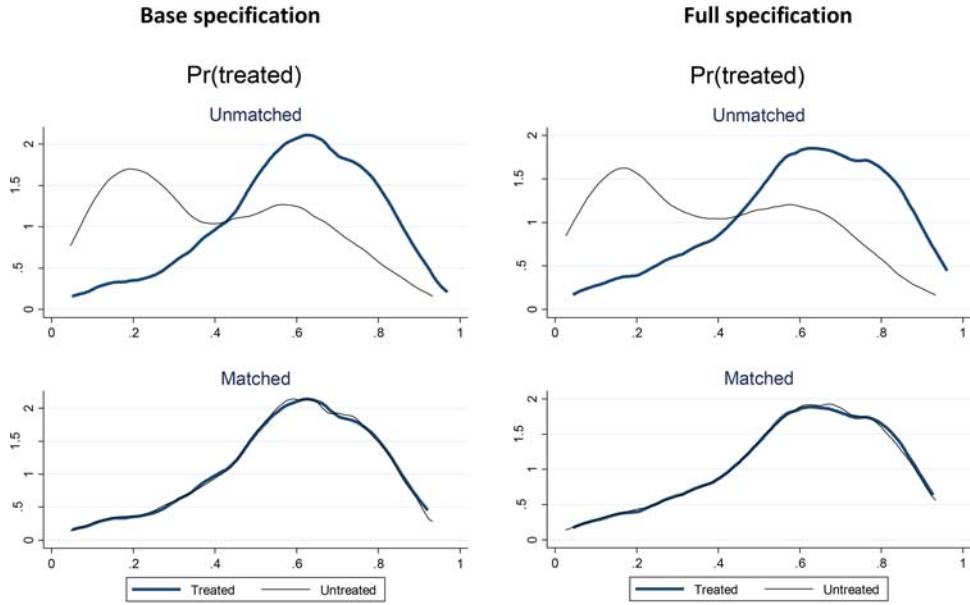 Base specification
Full specification
Pr(treated)
Pr(treated)
Unmatched
Unmatched
2
1.5
1
.5
0
0 .2 .4 .6 .8 1
2
1.5
1
.5
0
0 .2 .4 .6 .8 1
Matched
Matched
2
1.5
1
.5
0
0 .2 .4 .6 .8 1
2
1.5
1
.5
0
0 .2 .4 .6 .8 1
Treated Untreated
Treated Untreated